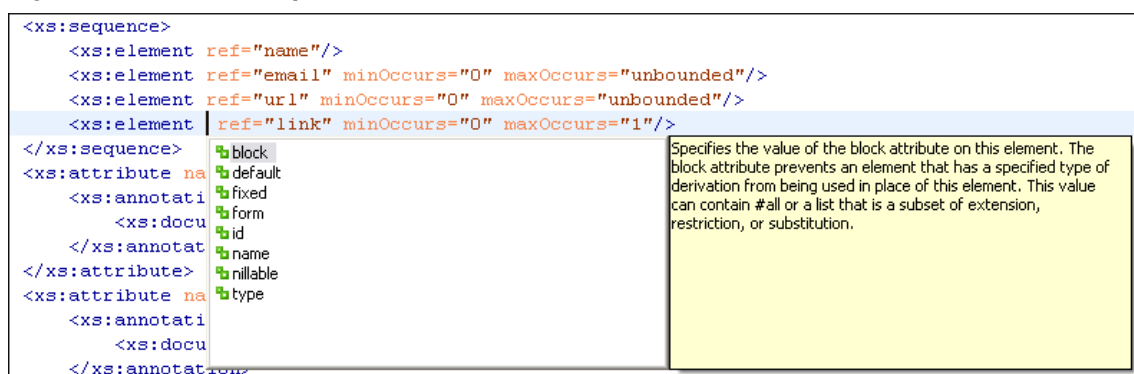 <xs:sequence>
<xs:element ref="name"/>
<xs:element ref="email" minOccurs="0" maxOccurs="unbounded"/>
<xs:element ref="url" minOccurs="0" maxOccurs="unbounded"/>
<xs:element ref="link" minOccurs="0" maxOccurs="1"/>
</xs:sequence>
<xs:attribute na
<xs:annotati
<xs:docu
</xs:annotat
</xs:attribute>
<xs:attribute na
<xs:annotati
<xs:docu
</xs:annotation>
block
default
fixed
form
id
name
nillable
type
Specifies the value of the block attribute on this element. The
block attribute prevents an element that has a specified type of
derivation from being used in place of this element. This value
can contain #all or a list that is a subset of extension,
restriction, or substitution.